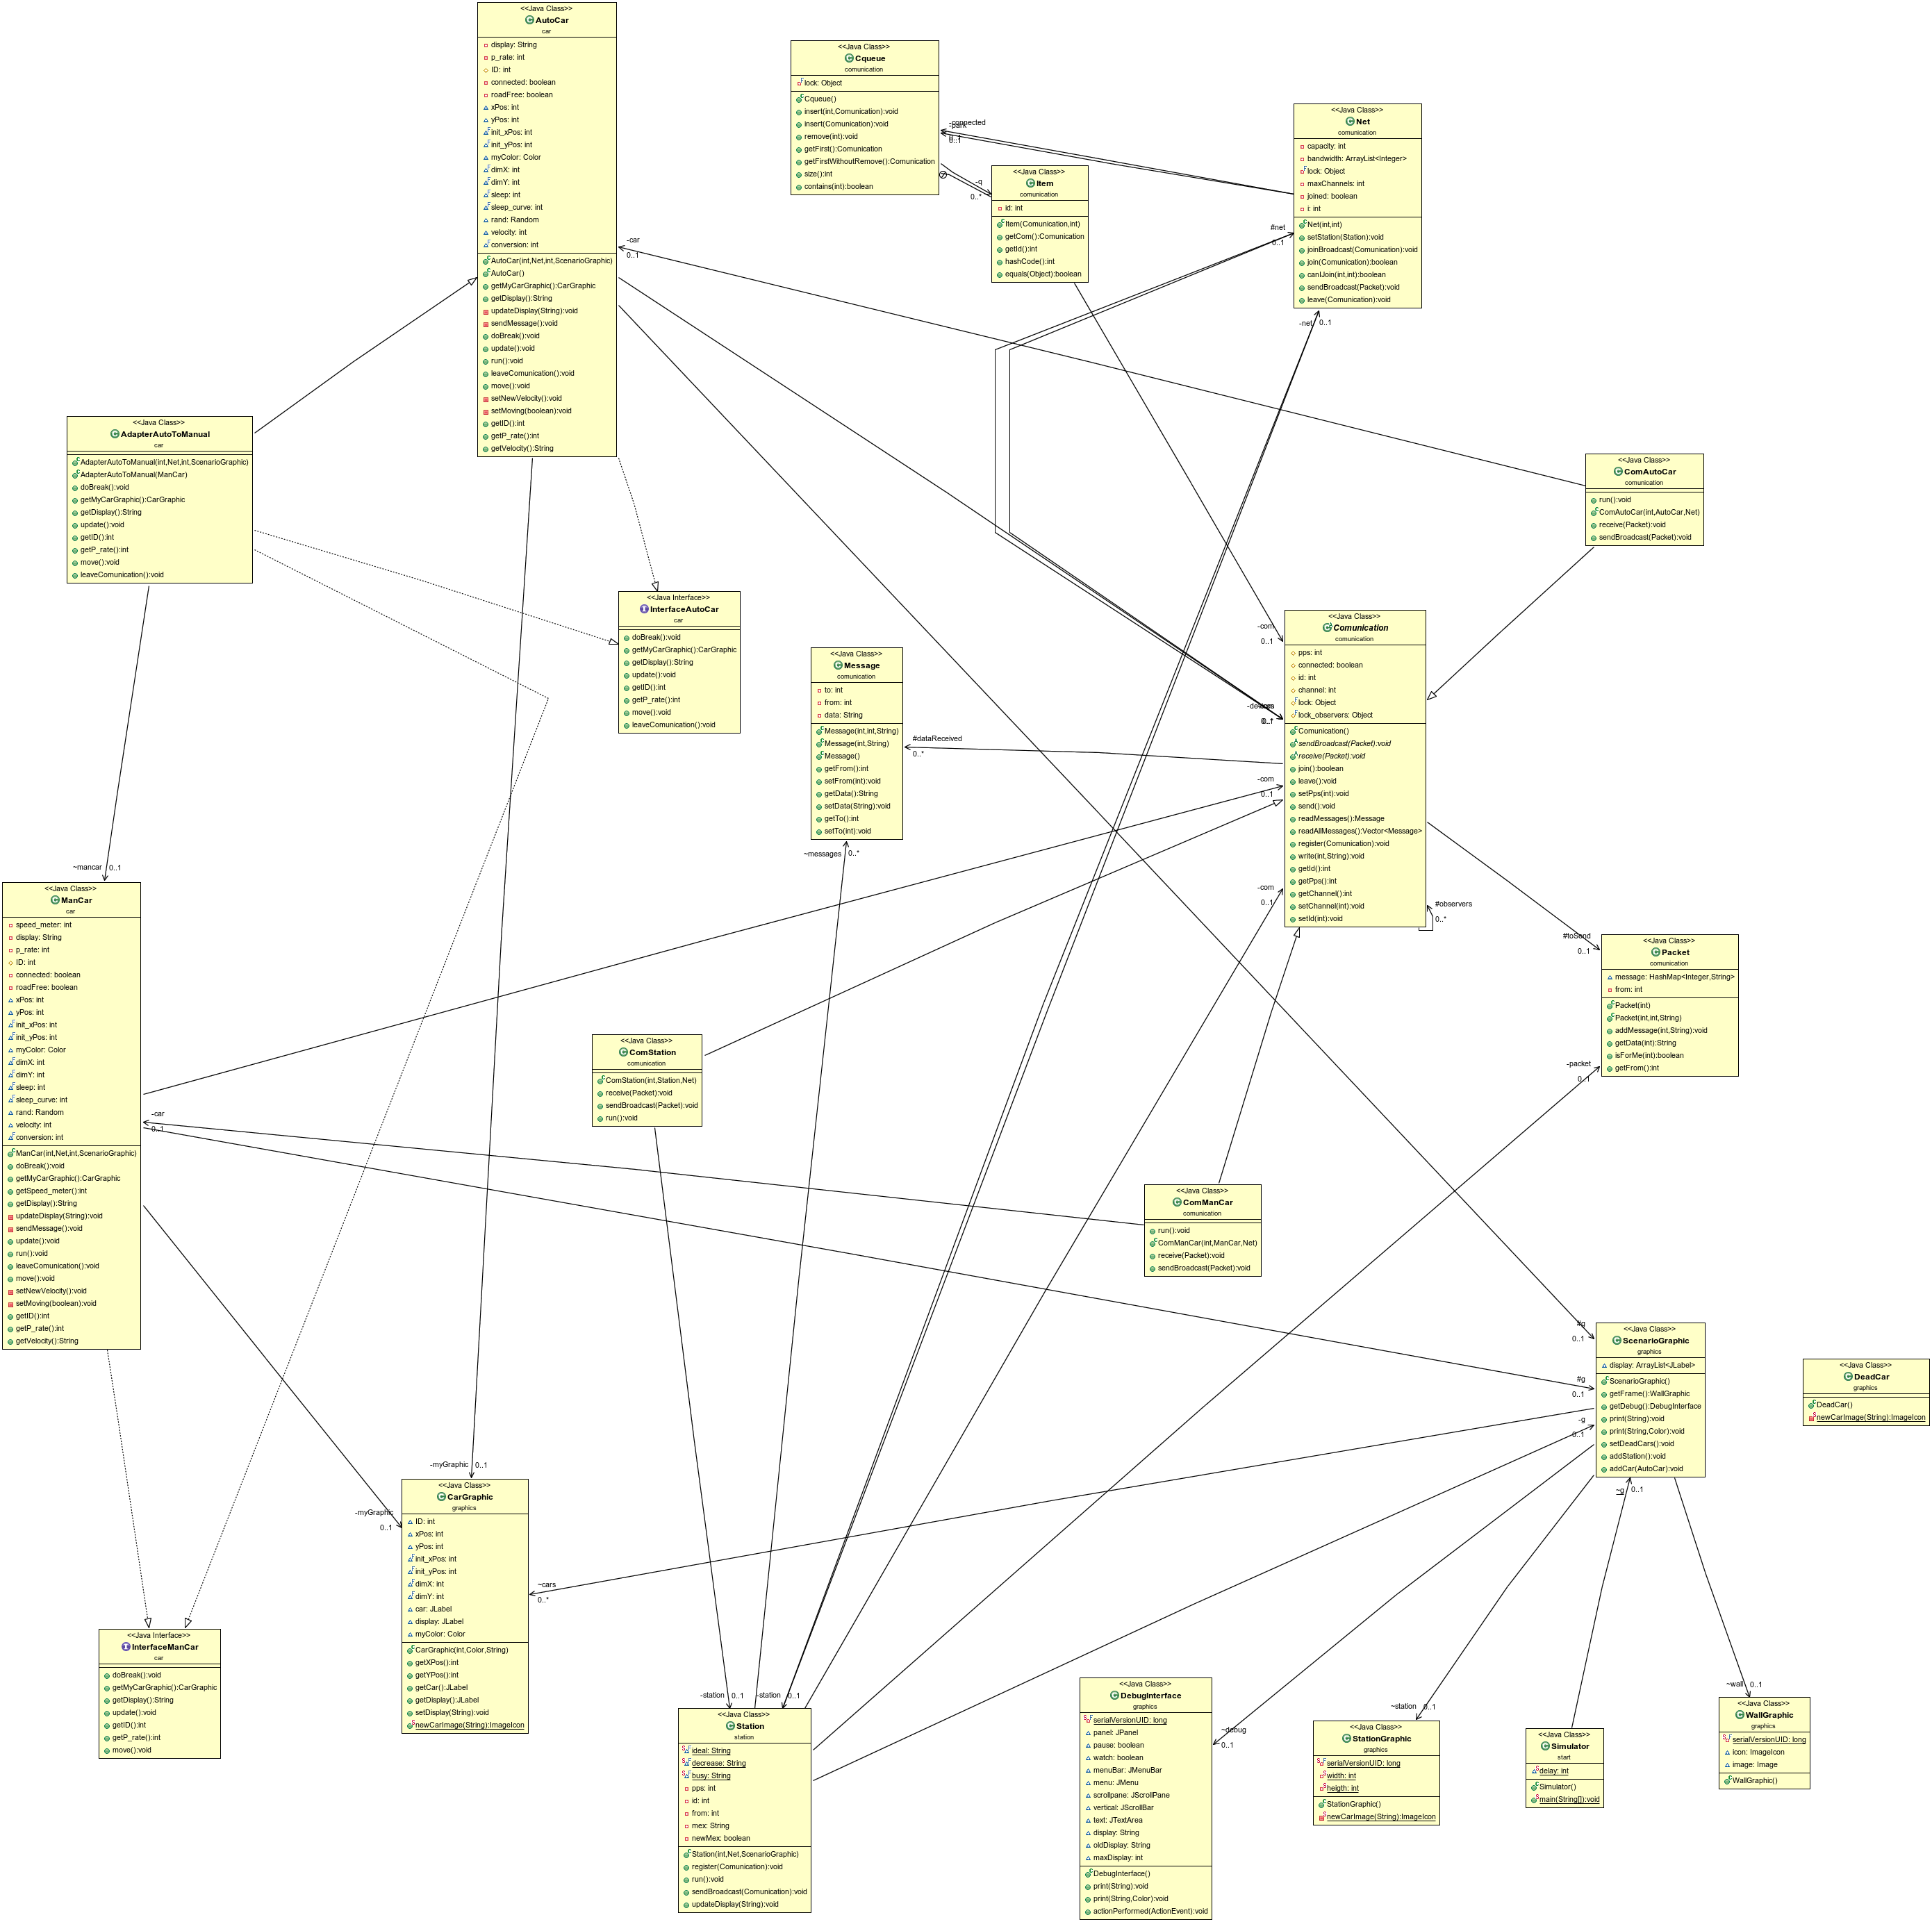 <<Java Class>>
AutoCar
car
display: String
p_rate: int
ID: int
connected: boolean
roadFree: boolean
xPos: int
yPos: int
init_xPos: int
init_yPos: int
myColor: Color
dimX: int
dimY: int
sleep: int
sleep_curve: int
rand: Random
velocity: int
conversion: int
AutoCar(int,Net,int,ScenarioGraphic)
AutoCar()
getMyCarGraphic():CarGraphic
getDisplay():String
updateDisplay(String):void
sendMessage():void
doBreak():void
update():void
run():void
leaveComunication():void
move():void
setNewVelocity():void
setMoving(boolean):void
getID():int
getP_rate():int
getVelocity():String
<<Java Class>>
Cqueue
comunication
lock: Object
Cqueue()
insert(int,Comunication):void
insert(Comunication):void
remove(int):void
getFirst():Comunication
getFirstWithoutRemove():Comunication
size():int
contains(int):boolean
-connected
-park
0..1
-q
0..*
<<Java Class>>
Item
comunication
id: int
Item(Comunication,int)
getCom():Comunication
getId():int
hashCode():int
equals(Object):boolean
<<Java Class>>
Net
comunication
capacity: int
bandwidth: ArrayList<Integer>
lock: Object
maxChannels: int
joined: boolean
i: int
Net(int,int)
setStation(Station):void
joinBroadcast(Comunication):void
join(Comunication):boolean
canIJoin(int,int):boolean
sendBroadcast(Packet):void
leave(Comunication):void
#net
0..1
-net
0..1
-car
0..1
<<Java Class>>
AdapterAutoToManual
car
AdapterAutoToManual(int,Net,int,ScenarioGraphic)
AdapterAutoToManual(ManCar)
doBreak():void
getMyCarGraphic():CarGraphic
getDisplay():String
update():void
getID():int
getP_rate():int
move():void
leaveComunication():void
<<Java Class>>
ComAutoCar
comunication
run():void
ComAutoCar(int,AutoCar,Net)
receive(Packet):void
sendBroadcast(Packet):void
<<Java Interface>>
InterfaceAutoCar
car
doBreak():void
getMyCarGraphic():CarGraphic
getDisplay():String
update():void
getID():int
getP_rate():int
move():void
leaveComunication():void
<<Java Class>>
Message
comunication
to: int
from: int
data: String
Message(int,int,String)
Message(int,String)
Message()
getFrom():int
setFrom(int):void
getData():String
setData(String):void
getTo():int
setTo(int):void
~messages
0..*
#dataReceived
0..*
<<Java Class>>
Comunication
comunication
pps: int
connected: boolean
id: int
channel: int
lock: Object
lock_observers: Object
Comunication()
sendBroadcast(Packet):void
receive(Packet):void
join():boolean
leave():void
setPps(int):void
send():void
readMessages():Message
readAllMessages():Vector<Message>
register(Comunication):void
write(int,String):void
getId():int
getPps():int
getChannel():int
setChannel(int):void
setId(int):void
-com
0..1
-com
0..1
-com
0..1
#observers
0..*
#toSend
0..1
<<Java Class>>
Packet
comunication
message: HashMap<Integer,String>
from: int
Packet(int)
Packet(int,int,String)
addMessage(int,String):void
getData(int):String
isForMe(int):boolean
getFrom():int
-packet
0..1
~mancar
0..1
<<Java Class>>
ManCar
car
speed_meter: int
display: String
p_rate: int
ID: int
connected: boolean
roadFree: boolean
xPos: int
yPos: int
init_xPos: int
init_yPos: int
myColor: Color
dimX: int
dimY: int
sleep: int
sleep_curve: int
rand: Random
velocity: int
conversion: int
ManCar(int,Net,int,ScenarioGraphic)
doBreak():void
getMyCarGraphic():CarGraphic
getSpeed_meter():int
getDisplay():String
updateDisplay(String):void
sendMessage():void
update():void
run():void
leaveComunication():void
move():void
setNewVelocity():void
setMoving(boolean):void
getID():int
getP_rate():int
getVelocity():String
-car
0..1
<<Java Class>>
ComStation
comunication
ComStation(int,Station,Net)
receive(Packet):void
sendBroadcast(Packet):void
run():void
<<Java Class>>
ComManCar
comunication
run():void
ComManCar(int,ManCar,Net)
receive(Packet):void
sendBroadcast(Packet):void
#g
0..1
#g
0..1
-g
0..1
~g
0..1
<<Java Class>>
ScenarioGraphic
graphics
display: ArrayList<JLabel>
ScenarioGraphic()
getFrame():WallGraphic
getDebug():DebugInterface
print(String):void
print(String,Color):void
setDeadCars():void
addStation():void
addCar(AutoCar):void
<<Java Class>>
DeadCar
graphics
DeadCar()
newCarImage(String):ImageIcon
-myGraphic
0..1
-myGraphic
0..1
<<Java Class>>
CarGraphic
graphics
ID: int
xPos: int
yPos: int
init_xPos: int
init_yPos: int
dimX: int
dimY: int
car: JLabel
display: JLabel
myColor: Color
CarGraphic(int,Color,String)
getXPos():int
getYPos():int
getCar():JLabel
getDisplay():JLabel
setDisplay(String):void
newCarImage(String):ImageIcon
~cars
0..*
<<Java Interface>>
InterfaceManCar
car
doBreak():void
getMyCarGraphic():CarGraphic
getDisplay():String
update():void
getID():int
getP_rate():int
move():void
-station
0..1
-station
0..1
<<Java Class>>
Station
station
ideal: String
decrease: String
busy: String
pps: int
id: int
from: int
mex: String
newMex: boolean
Station(int,Net,ScenarioGraphic)
register(Comunication):void
run():void
sendBroadcast(Comunication):void
updateDisplay(String):void
<<Java Class>>
DebugInterface
graphics
serialVersionUID: long
panel: JPanel
pause: boolean
watch: boolean
menuBar: JMenuBar
menu: JMenu
scrollpane: JScrollPane
vertical: JScrollBar
text: JTextArea
display: String
oldDisplay: String
maxDisplay: int
DebugInterface()
print(String):void
print(String,Color):void
actionPerformed(ActionEvent):void
~debug
0..1
~station
0..1
<<Java Class>>
StationGraphic
graphics
serialVersionUID: long
width: int
heigth: int
StationGraphic()
newCarImage(String):ImageIcon
<<Java Class>>
Simulator
start
delay: int
Simulator()
main(String[]):void
~wall
0..1
<<Java Class>>
WallGraphic
graphics
serialVersionUID: long
icon: ImageIcon
image: Image
WallGraphic()